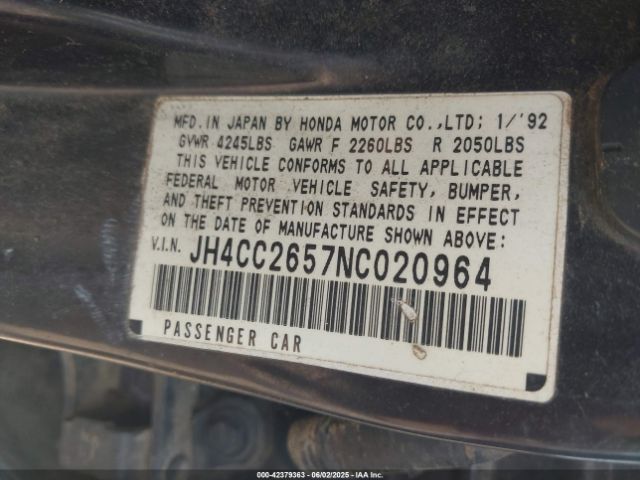 MFD. IN JAPAN BY HONDA MOTOR CO.,LTD; 1/'92
GVWR 4245LBS GAWR F 2260LBS R 2050LBS
THIS VEHICLE CONFORMS TO ALL APPLICABLE
FEDERAL MOTOR VEHICLE SAFETY, BUMPER,
AND THEFT PREVENTION STANDARDS IN EFFECT
ON THE DATE OF MANUFACTURE SHOWN ABOVE:
V.I.N. JH4CC2657NC020964
PASSENGER CAR
000-42379363 - 06/02/2025 - IAA Inc.